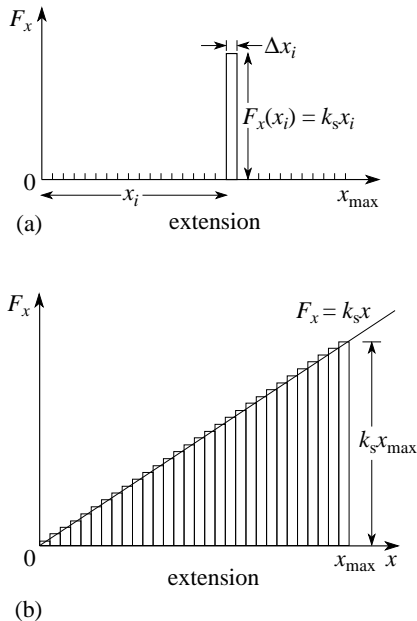 F_x
Δx_i
F_x(x_i) = k_s x_i
0
x_i
x_max
(a)
extension
F_x
F_x = k_s x
k_s x_max
0
x_max x
extension
(b)